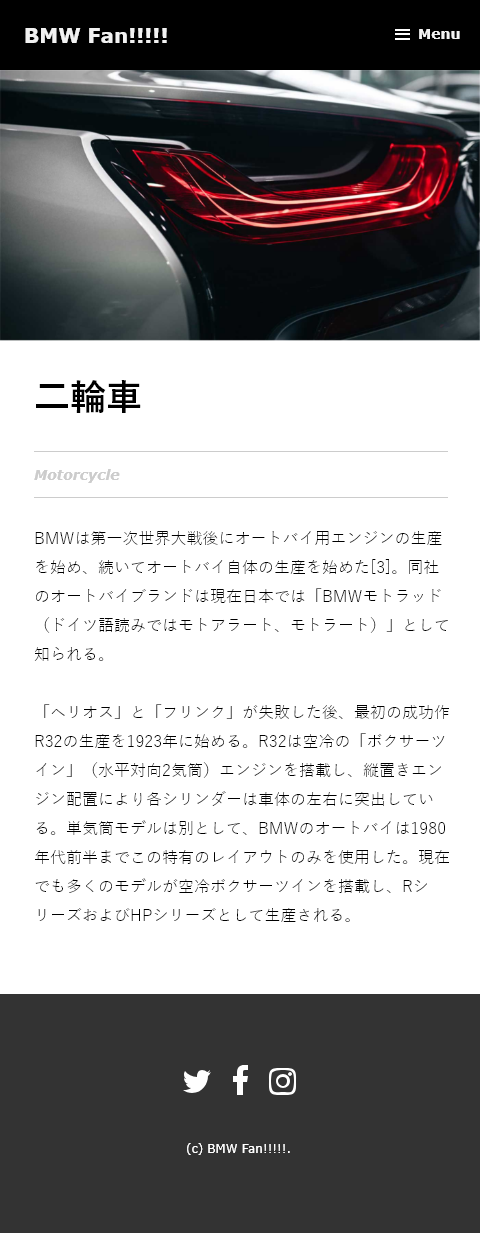 BMW Fan!!!!!
Menu
二輪車
Motorcycle
BMWは第一次世界大戦後にオートバイ用エンジンの生産
を始め、続いてオートバイ自体の生産を始めた[3]。同社
のオートバイブランドは現在日本では「BMWモトラッド
（ドイツ語読みではモトアラート、モトラート）」として
知られる。
「ヘリオス」と「フリンク」が失敗した後、最初の成功作
R32の生産を1923年に始める。R32は空冷の「ボクサーツ
イン」（水平対向2気筒）エンジンを搭載し、縦置きエン
ジン配置により各シリンダーは車体の左右に突出してい
る。単気筒モデルは別として、BMWのオートバイは1980
年代前半までこの特有のレイアウトのみを使用した。現在
でも多くのモデルが空冷ボクサーツインを搭載し、Rシ
リーズおよびHPシリーズとして生産される。
(c) BMW Fan!!!!!.